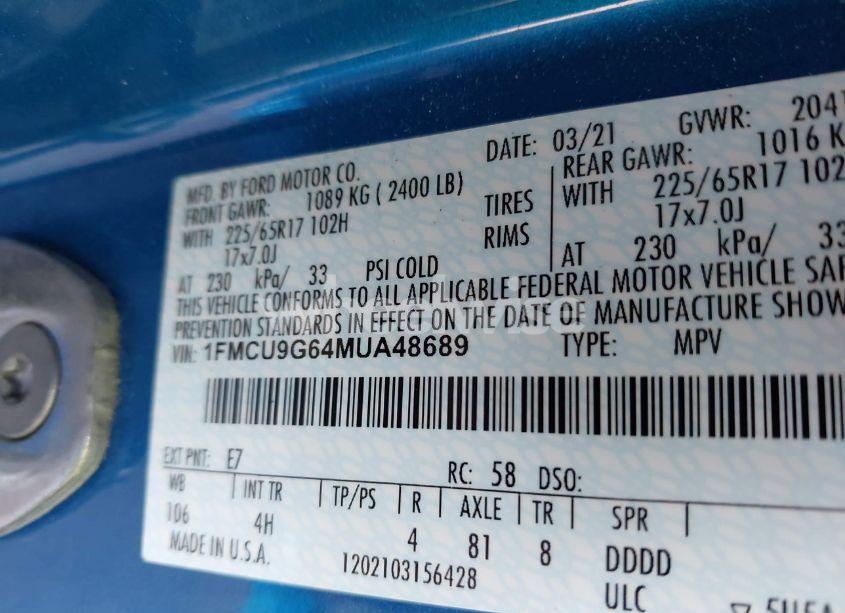 MFD. BY FORD MOTOR CO.
DATE: 03/21
GVWR: 2041
FRONT GAWR: 1089 KG ( 2400 LB)
REAR GAWR: 1016 K
WITH 225/65R17 102H
TIRES
WITH 225/65R17 102
17x7.0J
RIMS
17x7.0J
AT 230 kPa/ 33 PSI COLD
AT 230 kPa/ 33
THIS VEHICLE CONFORMS TO ALL APPLICABLE FEDERAL MOTOR VEHICLE SAF
PREVENTION STANDARDS IN EFFECT ON THE DATE OF MANUFACTURE SHOW
VIN: 1FMCU9G64MUA48689
TYPE: MPV
EXT PNT: E7
RC: 58 DSO:
WB | INT TR | TP/PS | R | AXLE | TR | SPR
106 4H 4 81 8 DDDD
MADE IN U.S.A.
1202103156428
ULC